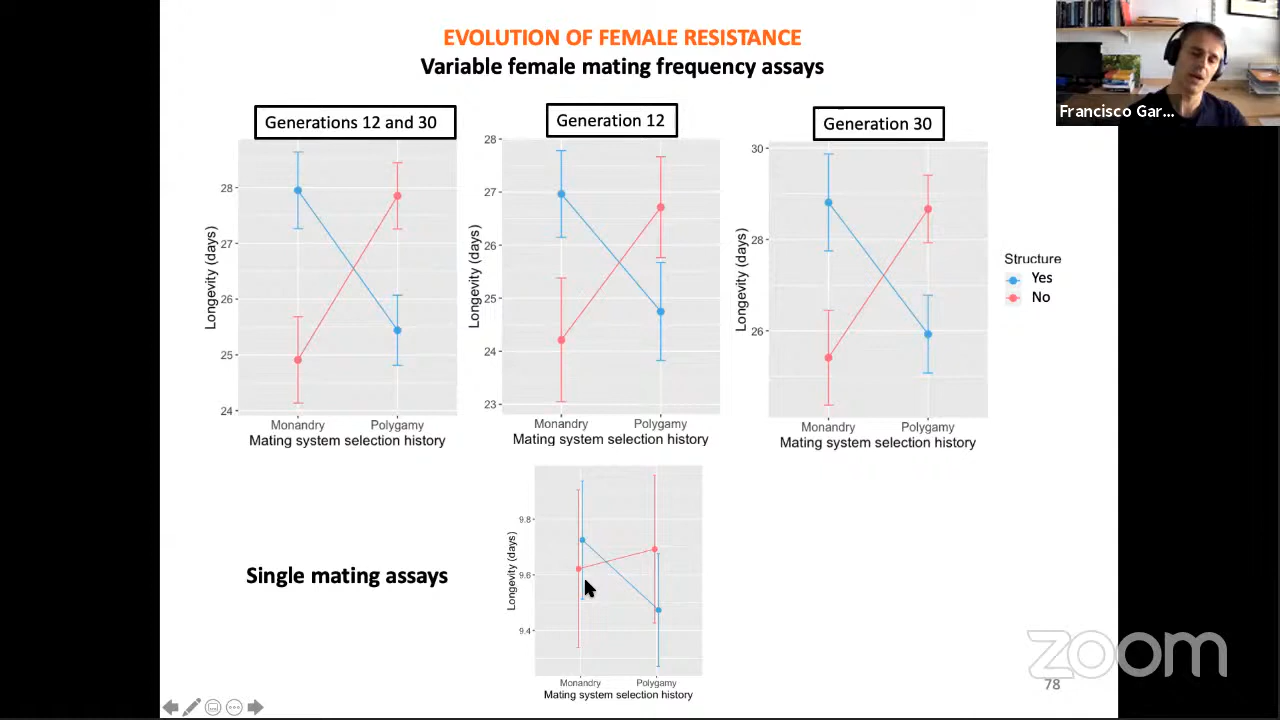 EVOLUTION OF FEMALE RESISTANCE
Variable female mating frequency assays
Francisco Gar...
Generations 12 and 30
Generation 12
Generation 30
28
27
26
25
24
Longevity (days)
Monandry
Polygamy
Mating system selection history
28
27
26
25
24
23
Longevity (days)
Monandry
Polygamy
Mating system selection history
30
28
26
Longevity (days)
Monandry
Polygamy
Mating system selection history
Structure
Yes
No
Single mating assays
9.8
9.6
9.4
Longevity (days)
Monandry
Polygamy
Mating system selection history
zoom
78